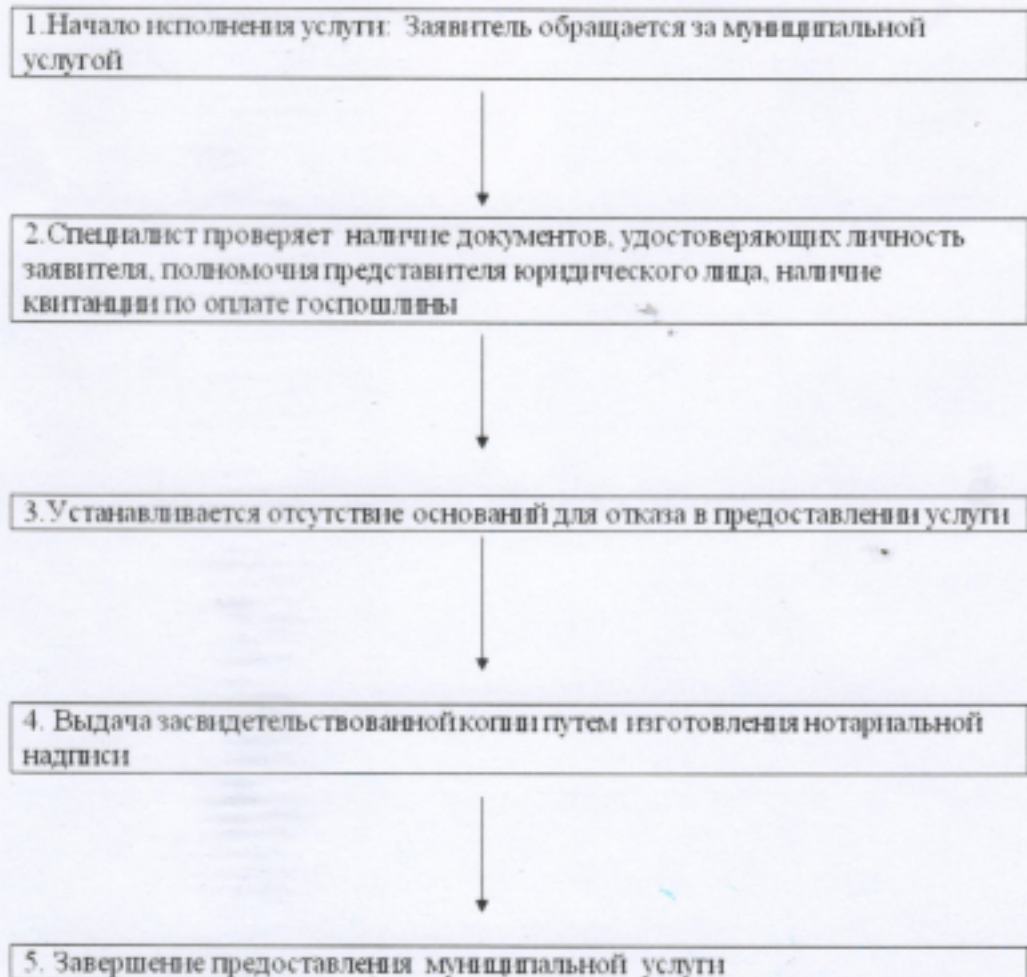 1.Начало исполнения услуги: Заявитель обращается за муниципальной
услугой
2.Специалист проверяет наличие документов, удостоверяющих личность
заявителя, полномочия представителя юридического лица, наличие
квитанции по оплате госпошлины
3.Устанавливается отсутствие оснований для отказа в предоставлении услуги
4. Выдача засвидетельствованной копии путем изготовления нотариальной
надписи
5. Завершение предоставления муниципальной услуги